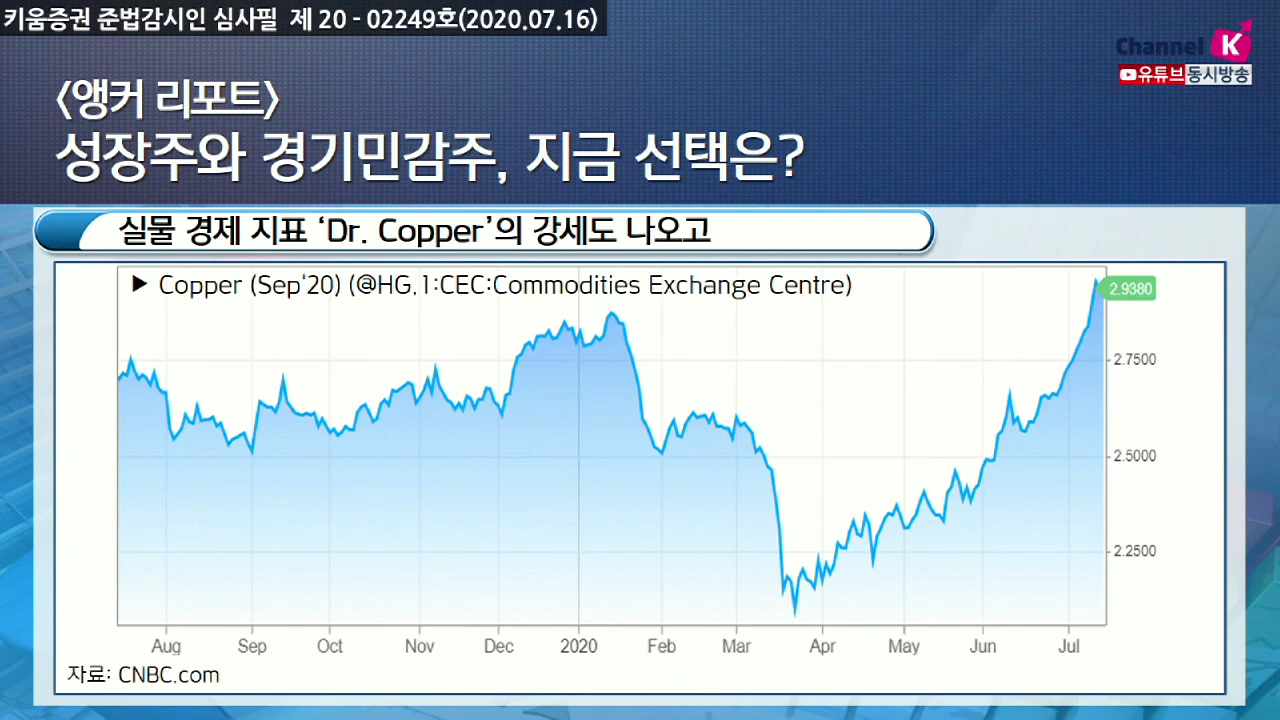 키움증권 준법감시인 심사필 제 20 - 02249호(2020.07.16)
Channel K
유튜브동시방송
<앵커 리포트>
성장주와 경기민감주, 지금 선택은?
실물 경제 지표 ‘Dr. Copper’의 강세도 나오고
▶ Copper (Sep'20) (@HG.1:CEC:Commodities Exchange Centre)
2.9380
2.7500
2.5000
2.2500
Aug Sep Oct Nov Dec 2020 Feb Mar Apr May Jun Jul
자료: CNBC.com